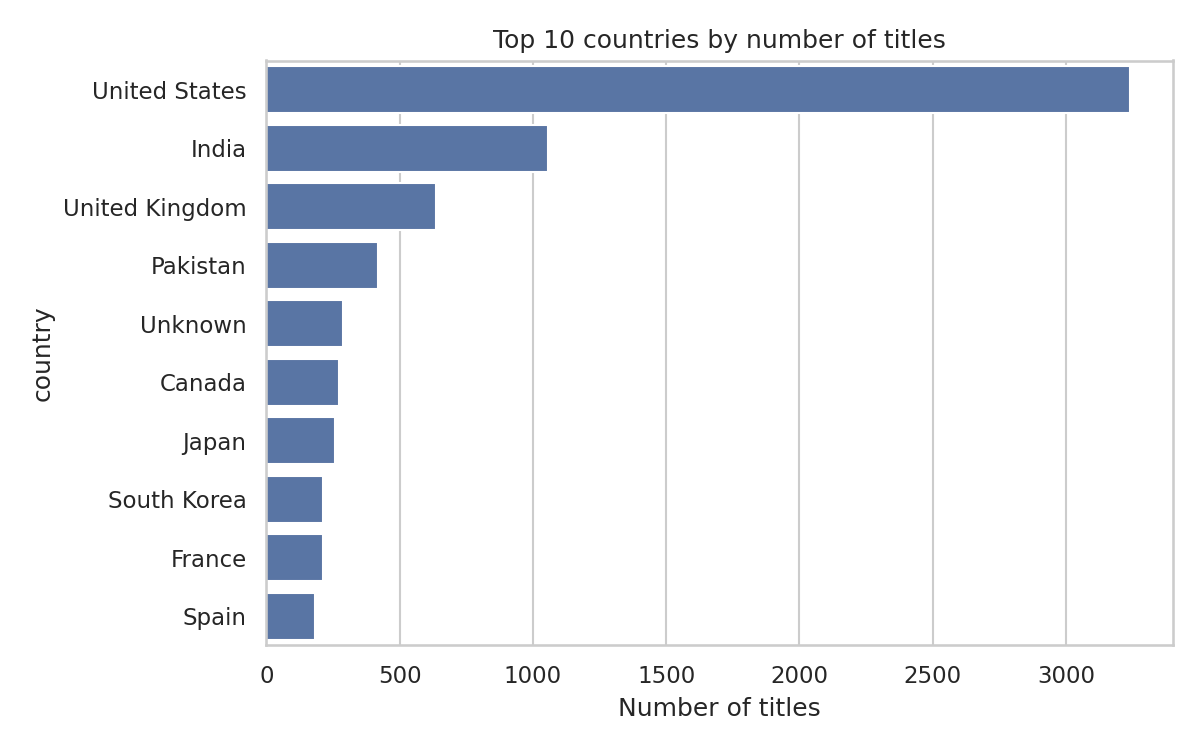 Top 10 countries by number of titles
United States
India
United Kingdom
Pakistan
Unknown
Canada
Japan
South Korea
France
Spain
country
0 500 1000 1500 2000 2500 3000
Number of titles